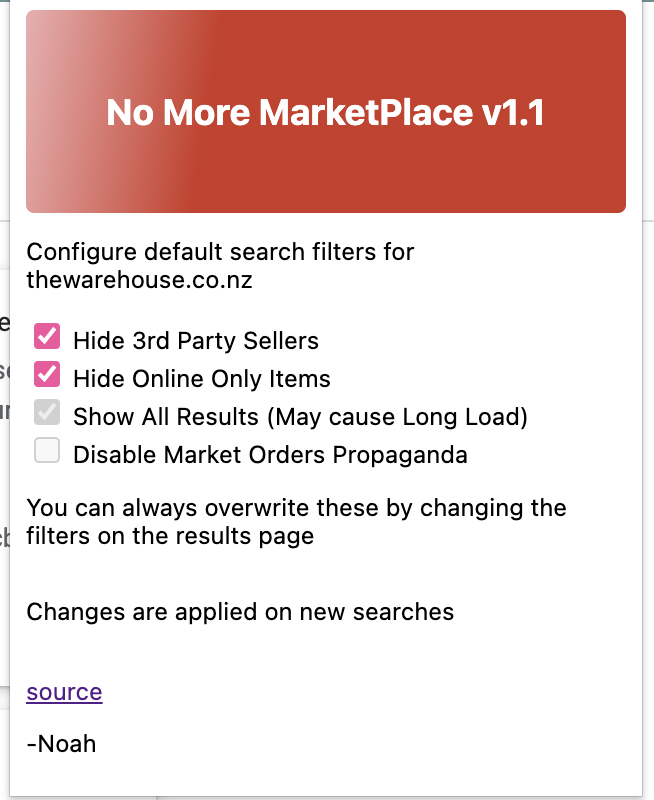 No More MarketPlace v1.1
Configure default search filters for
thewarehouse.co.nz
Hide 3rd Party Sellers
Hide Online Only Items
Show All Results (May cause Long Load)
Disable Market Orders Propaganda
You can always overwrite these by changing the
filters on the results page
Changes are applied on new searches
source
-Noah